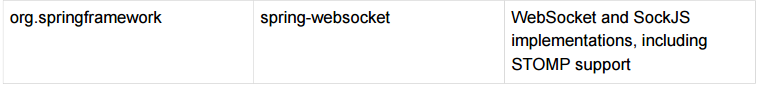 org.springframework spring-websocket WebSocket and SockJS
implementations, including
STOMP support